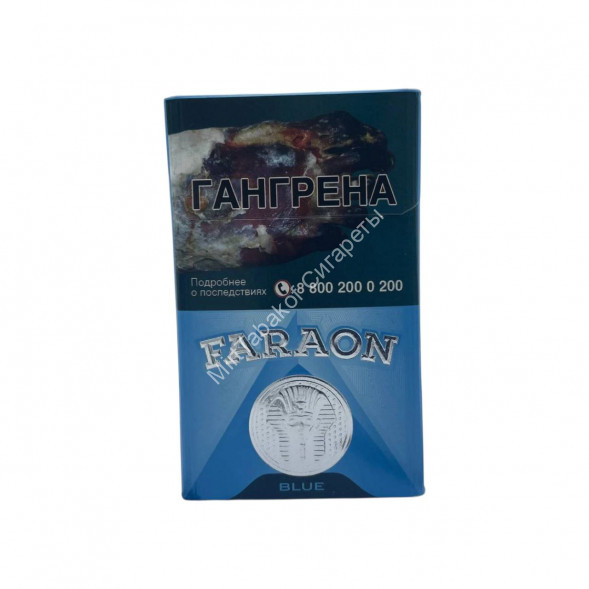 ГАНГРЕНА
Подробнее
о последствиях
8 800 200 0 200
FARAON
BLUE